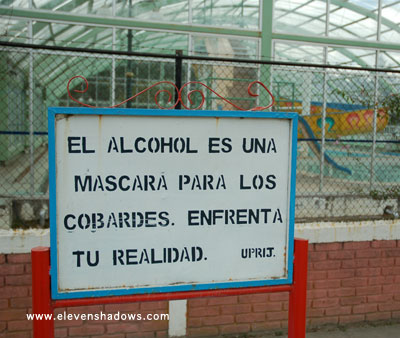 EL ALCOHOL ES UNA
MASCARA PARA LOS
COBARDES. ENFRENTA
TU REALIDAD. UPRIJ.
www.elevenshadows.com